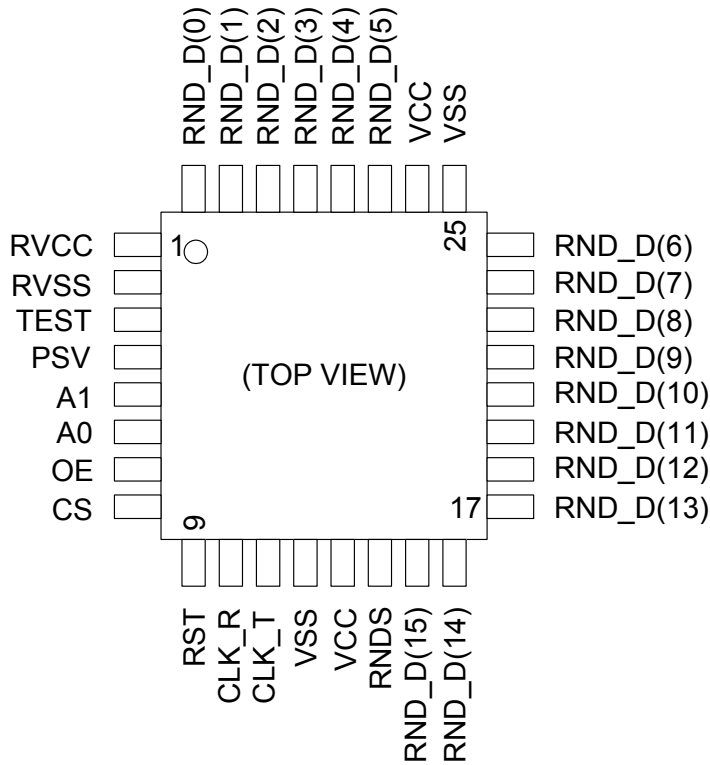 RND_D(0)
RND_D(1)
RND_D(2)
RND_D(3)
RND_D(4)
RND_D(5)
VCC
VSS
RVCC
RVSS
TEST
PSV
A1
A0
OE
CS
1
25
(TOP VIEW)
9
17
RND_D(6)
RND_D(7)
RND_D(8)
RND_D(9)
RND_D(10)
RND_D(11)
RND_D(12)
RND_D(13)
RST
CLK_R
CLK_T
VSS
VCC
RNDS
RND_D(15)
RND_D(14)